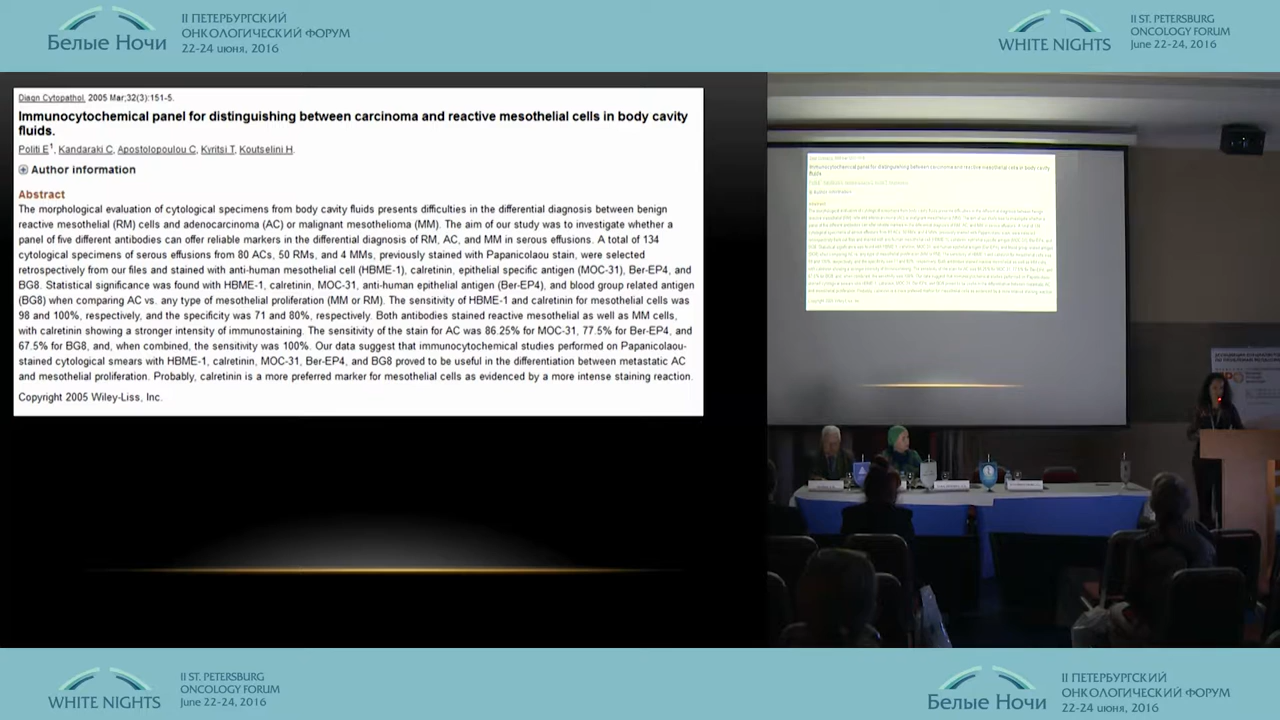 Белые Ночи
II ПЕТЕРБУРГСКИЙ
ОНКОЛОГИЧЕСКИЙ ФОРУМ
22-24 июня, 2016
WHITE NIGHTS
II ST. PETERSBURG
ONCOLOGY FORUM
June 22-24, 2016
Diagn Cytopathol. 2005 Mar;32(3):151-5.
Immunocytochemical panel for distinguishing between carcinoma and reactive mesothelial cells in body cavity
fluids.
Politi E1, Kandaraki C, Apostolopoulou C, Kyritsi T, Koutselini H.
Author information
Abstract
The morphological evaluation of cytological specimens from body cavity fluids presents difficulties in the differential diagnosis between benign
reactive mesothelial (RM) cells and adenocarcinoma (AC) or malignant mesothelioma (MM). The aim of our study was to investigate whether a
panel of five different antibodies can offer reliable markers in the differential diagnosis of RM, AC, and MM in serous effusions. A total of 134
cytological specimens of serous effusions from 80 ACs, 50 RMs, and 4 MMs, previously stained with Papanicolaou stain, were selected
retrospectively from our files and stained with anti-human mesothelial cell (HBME-1), calretinin, epithelial specific antigen (MOC-31), Ber-EP4, and
BG8. Statistical significance was found with HBME-1, calretinin, MOC-31, anti-human epithelial antigen (Ber-EP4), and blood group related antigen
(BG8) when comparing AC vs. any type of mesothelial proliferation (MM or RM). The sensitivity of HBME-1 and calretinin for mesothelial cells was
98 and 100%, respectively, and the specificity was 71 and 80%, respectively. Both antibodies stained reactive mesothelial as well as MM cells,
with calretinin showing a stronger intensity of immunostaining. The sensitivity of the stain for AC was 86.25% for MOC-31, 77.5% for Ber-EP4, and
67.5% for BG8, and, when combined, the sensitivity was 100%. Our data suggest that immunocytochemical studies performed on Papanicolaou-
stained cytological smears with HBME-1, calretinin, MOC-31, Ber-EP4, and BG8 proved to be useful in the differentiation between metastatic AC
and mesothelial proliferation. Probably, calretinin is a more preferred marker for mesothelial cells as evidenced by a more intense staining reaction.
Copyright 2005 Wiley-Liss, Inc.
WHITE NIGHTS
II ST. PETERSBURG
ONCOLOGY FORUM
June 22-24, 2016
Белые Ночи
II ПЕТЕРБУРГСКИЙ
ОНКОЛОГИЧЕСКИЙ ФОРУМ
22-24 июня, 2016